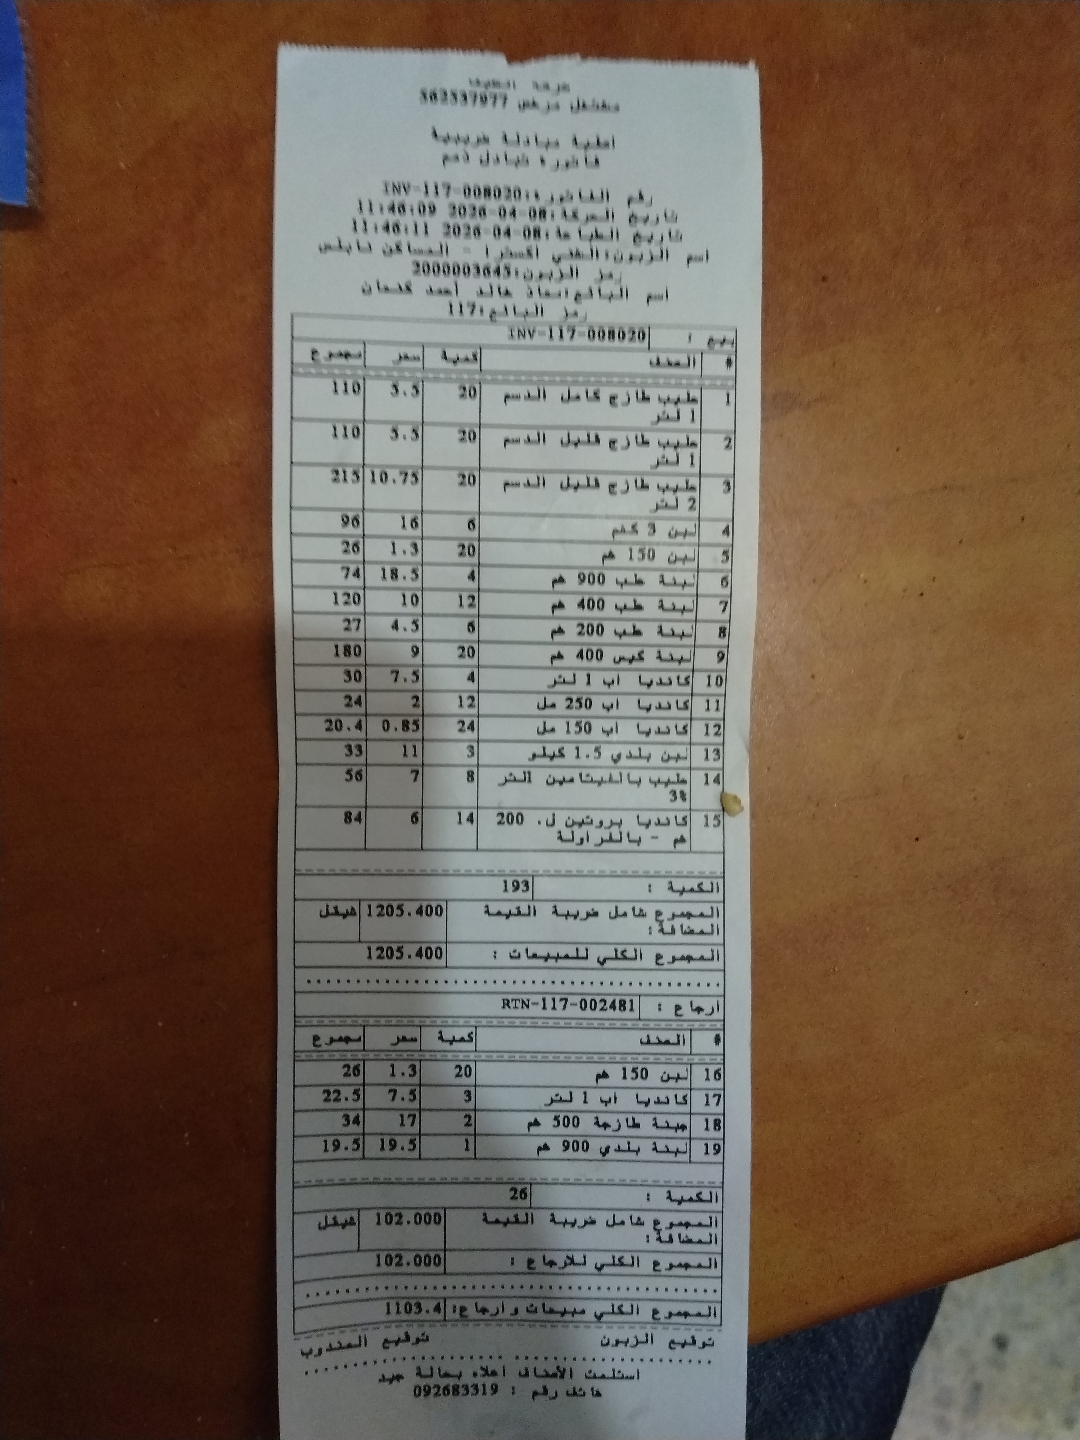 مشتغل مرخص 562537977
فاتورة تبادل ذمم
رقم الفاتورة: INV-117-008020
تاريخ الحركة: 2026-04-08 11:46:09
تاريخ الطباعة: 2026-04-08 11:46:11
اسم الزبون: الغني اكسترا - المساكن نابلس
رمز الزبون: 2000003645
اسم البائع: معاذ خالد احمد كنعان
رمز البائع: 117
بيع : INV-117-008020
# الصنف كمية سعر مجموع
1 حليب طازج كامل الدسم 20 5.5 110
1 لتر
2 حليب طازج قليل الدسم 20 5.5 110
1 لتر
3 حليب طازج قليل الدسم 20 10.75 215
2 لتر
4 لبن 3 كغم 6 16 96
5 لبن 150 غم 20 1.3 26
6 لبنة علب 900 غم 4 18.5 74
7 لبنة علب 400 غم 12 10 120
8 لبنة علب 200 غم 6 4.5 27
9 لبنة كيس 400 غم 20 9 180
10 كانديا اب 1 لتر 4 7.5 30
11 كانديا اب 250 مل 12 2 24
12 كانديا اب 150 مل 24 0.85 20.4
13 لبن بلدي 1.5 كيلو 3 11 33
14 حليب بالفيتامين لتر 8 7 56
3%
15 كانديا بروتين ل. 200 14 6 84
غم - بالفراولة
الكمية : 193
المجموع شامل ضريبة القيمة 1205.400 شيقل
المضافة:
المجموع الكلي للمبيعات : 1205.400
ارجاع : RTN-117-002481
# الصنف كمية سعر مجموع
16 لبن 150 غم 20 1.3 26
17 كانديا اب 1 لتر 3 7.5 22.5
18 جبنة طازجة 500 غم 2 17 34
19 لبنة بلدي 900 غم 1 19.5 19.5
الكمية : 26
المجموع شامل ضريبة القيمة 102.000 شيقل
المضافة:
المجموع الكلي للارجاع : 102.000
المجموع الكلي مبيعات وارجاع: 1103.4
توقيع الزبون توقيع المندوب
استلمت الأصناف اعلاه بحالة جيد
هاتف رقم : 092683319